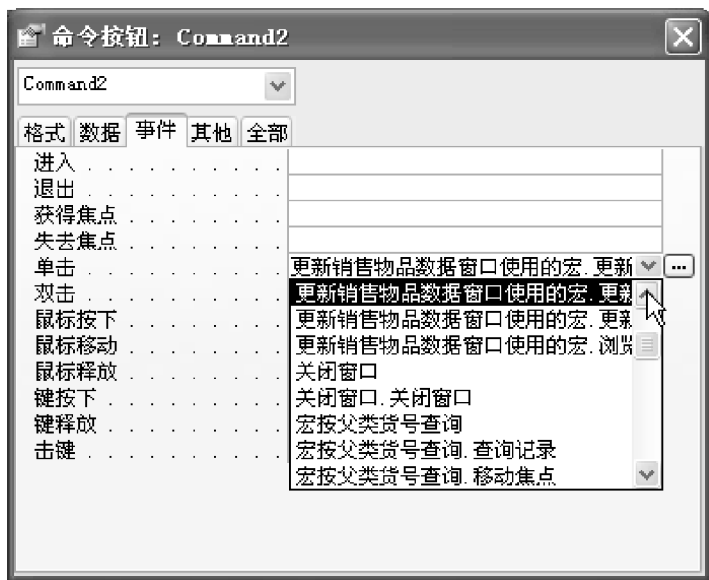 命令按钮: Command2
Command2
格式 数据 事件 其他 全部
进入 . . . . . . . . . .
退出 . . . . . . . . . .
获得焦点 . . . . . . . .
失去焦点 . . . . . . . .
单击 . . . . . . . . . . 更新销售物品数据窗口使用的宏.更新 ...
双击 . . . . . . . . . . 更新销售物品数据窗口使用的宏.更新
鼠标按下 . . . . . . . . 更新销售物品数据窗口使用的宏.更新
鼠标移动 . . . . . . . . 更新销售物品数据窗口使用的宏.浏览
鼠标释放 . . . . . . . . 关闭窗口
键按下 . . . . . . . . . 关闭窗口.关闭窗口
键释放 . . . . . . . . . 宏按父类货号查询
击键 . . . . . . . . . . 宏按父类货号查询.查询记录
宏按父类货号查询.移动焦点